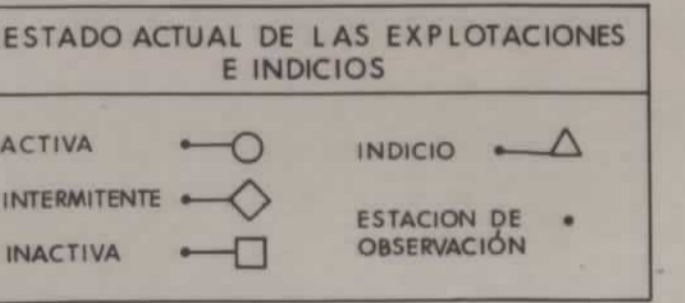 ESTADO ACTUAL DE LAS EXPLOTACIONES
E INDICIOS
ACTIVA
INTERMITENTE
INACTIVA
INDICIO
ESTACION DE
OBSERVACIÓN